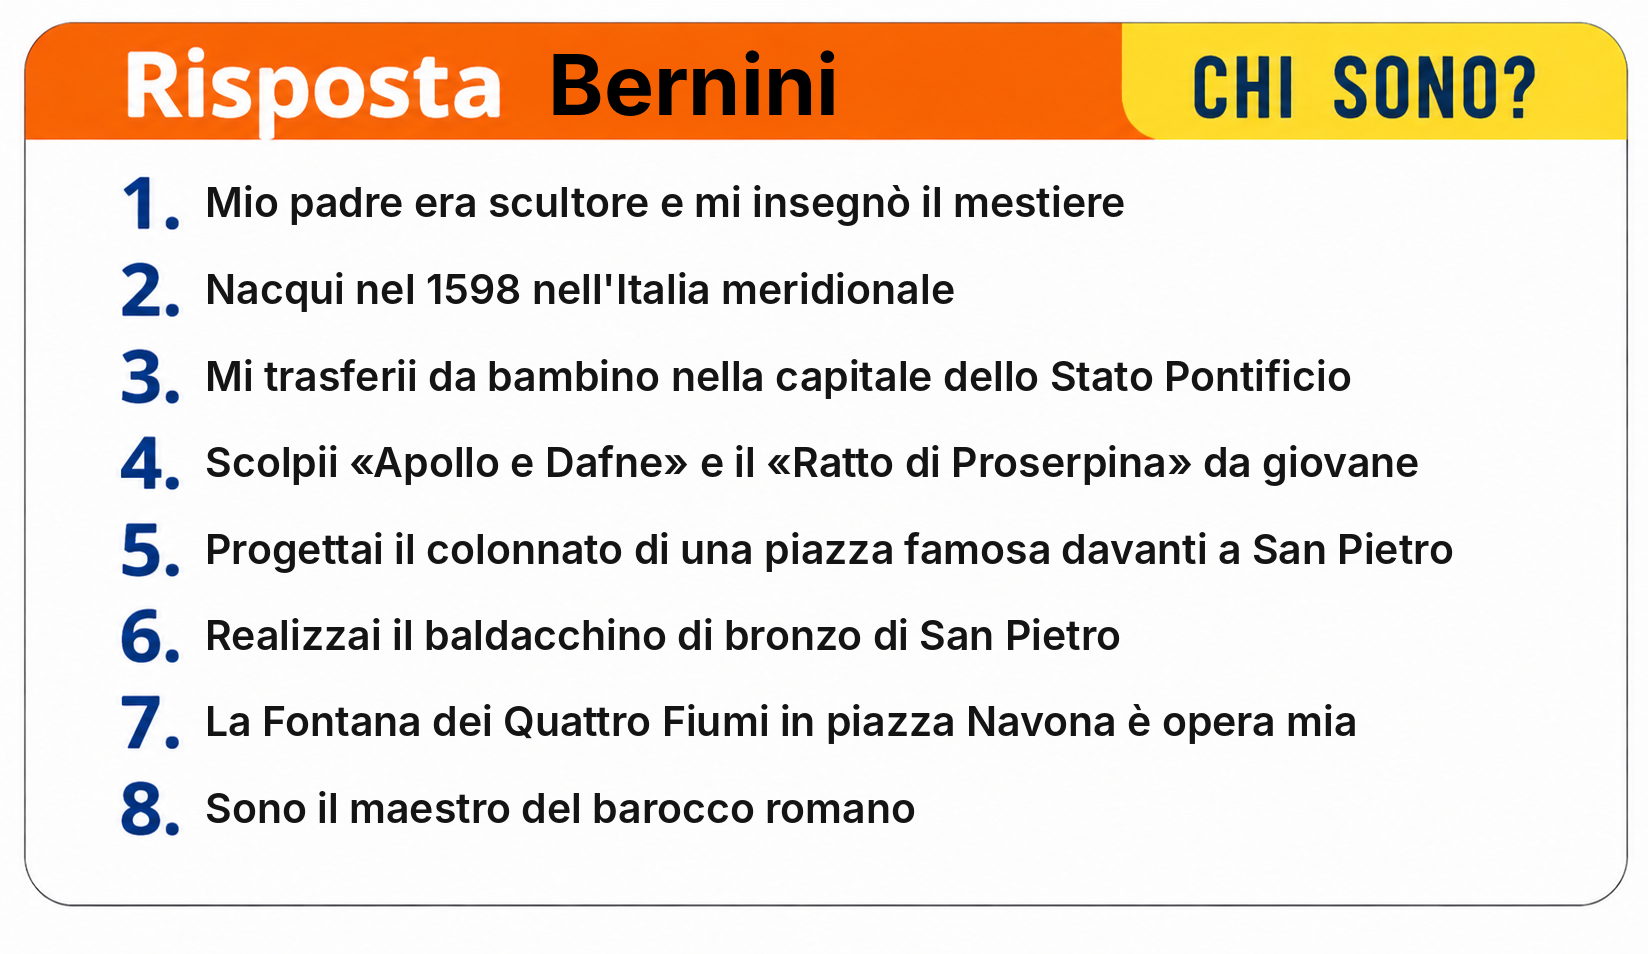 Risposta Bernini CHI SONO?
1. Mio padre era scultore e mi insegnò il mestiere
2. Nacqui nel 1598 nell'Italia meridionale
3. Mi trasferii da bambino nella capitale dello Stato Pontificio
4. Scolpii «Apollo e Dafne» e il «Ratto di Proserpina» da giovane
5. Progettai il colonnato di una piazza famosa davanti a San Pietro
6. Realizzai il baldacchino di bronzo di San Pietro
7. La Fontana dei Quattro Fiumi in piazza Navona è opera mia
8. Sono il maestro del barocco romano